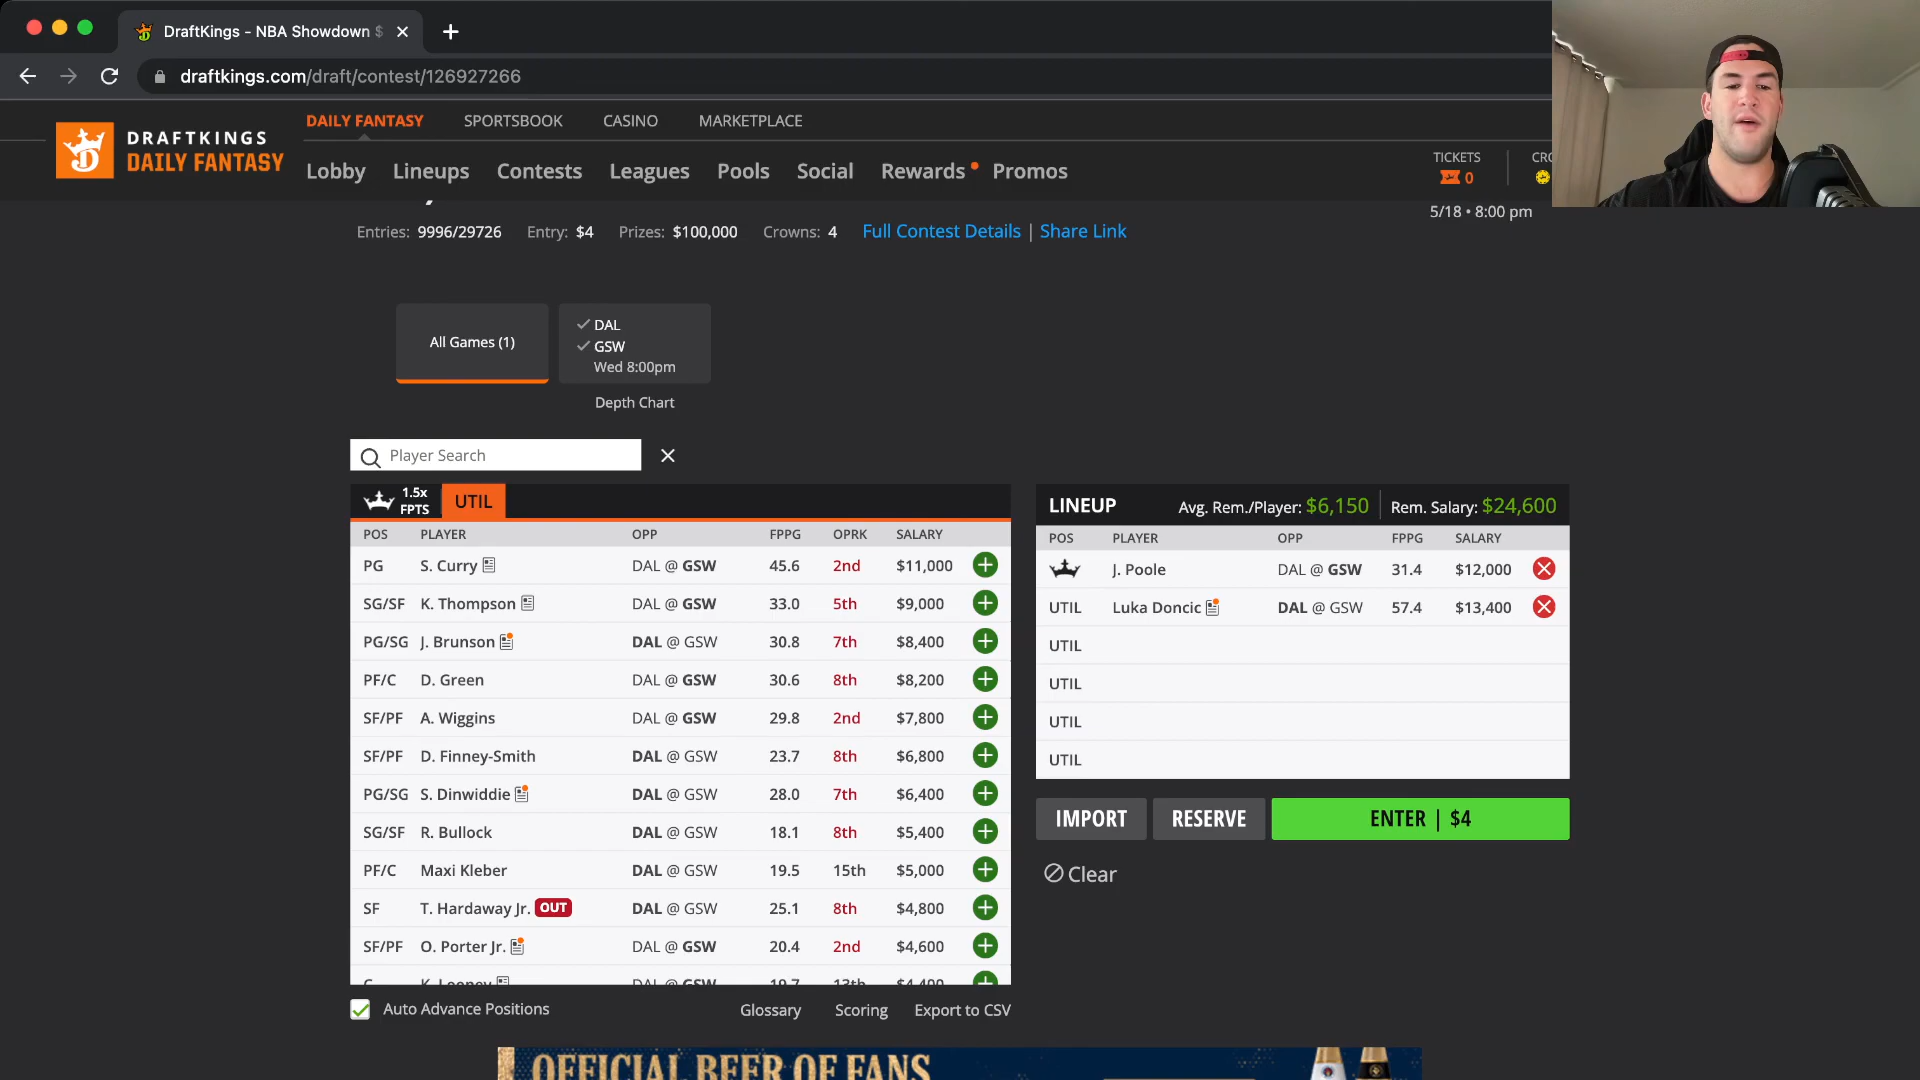 DraftKings - NBA Showdown $
draftkings.com/draft/contest/126927266
DRAFTKINGS
DAILY FANTASY
DAILY FANTASY SPORTSBOOK CASINO MARKETPLACE
Lobby Lineups Contests Leagues Pools Social Rewards Promos
TICKETS
0
5/18 • 8:00 pm
Entries: 9996/29726 Entry: $4 Prizes: $100,000 Crowns: 4 Full Contest Details | Share Link
All Games (1)
DAL
GSW
Wed 8:00pm
Depth Chart
Player Search
1.5x
FPTS
UTIL
POS PLAYER OPP FPPG OPRK SALARY
PG S. Curry DAL @ GSW 45.6 2nd $11,000
SG/SF K. Thompson DAL @ GSW 33.0 5th $9,000
PG/SG J. Brunson DAL @ GSW 30.8 7th $8,400
PF/C D. Green DAL @ GSW 30.6 8th $8,200
SF/PF A. Wiggins DAL @ GSW 29.8 2nd $7,800
SF/PF D. Finney-Smith DAL @ GSW 23.7 8th $6,800
PG/SG S. Dinwiddie DAL @ GSW 28.0 7th $6,400
SG/SF R. Bullock DAL @ GSW 18.1 8th $5,400
PF/C Maxi Kleber DAL @ GSW 19.5 15th $5,000
SF T. Hardaway Jr. OUT DAL @ GSW 25.1 8th $4,800
SF/PF O. Porter Jr. DAL @ GSW 20.4 2nd $4,600
C K. Looney DAL @ GSW 19.7 13th $4,400
Auto Advance Positions
Glossary Scoring Export to CSV
LINEUP Avg. Rem./Player: $6,150 Rem. Salary: $24,600
POS PLAYER OPP FPPG SALARY
J. Poole DAL @ GSW 31.4 $12,000
UTIL Luka Doncic DAL @ GSW 57.4 $13,400
UTIL
UTIL
UTIL
UTIL
IMPORT RESERVE ENTER | $4
Clear
OFFICIAL BEER OF FANS